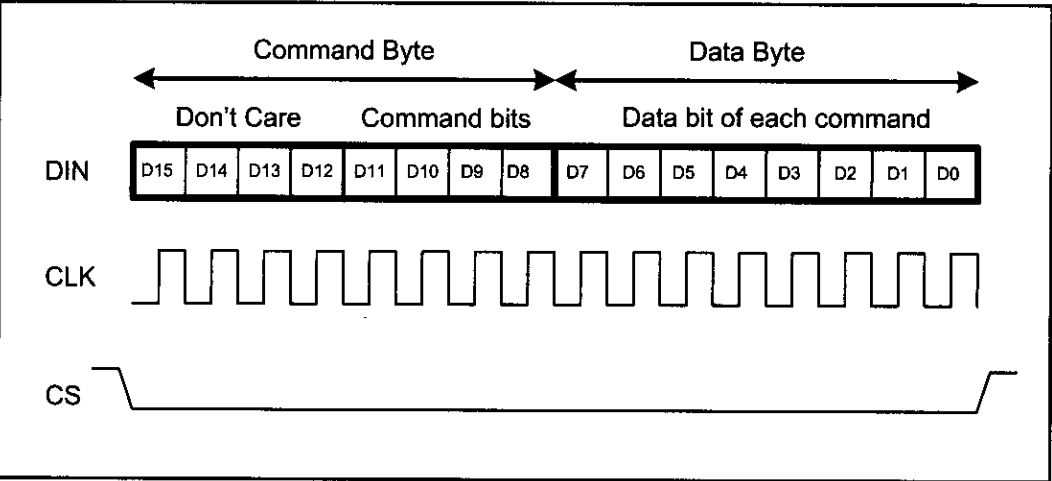 Command Byte Data Byte
Don't Care Command bits Data bit of each command
DIN D15 D14 D13 D12 D11 D10 D9 D8 D7 D6 D5 D4 D3 D2 D1 D0
CLK
CS